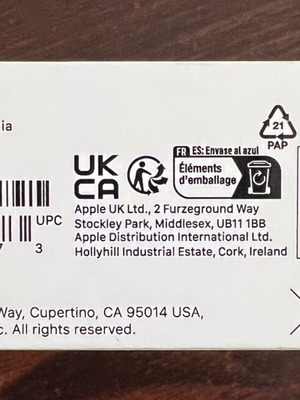 ia
21
PAP
FR ES: Envase al azul
Éléments
d'emballage
UK
CA
UPC
7 3
Apple UK Ltd., 2 Furzeground Way
Stockley Park, Middlesex, UB11 1BB
Apple Distribution International Ltd.
Hollyhill Industrial Estate, Cork, Ireland
Way, Cupertino, CA 95014 USA,
c. All rights reserved.